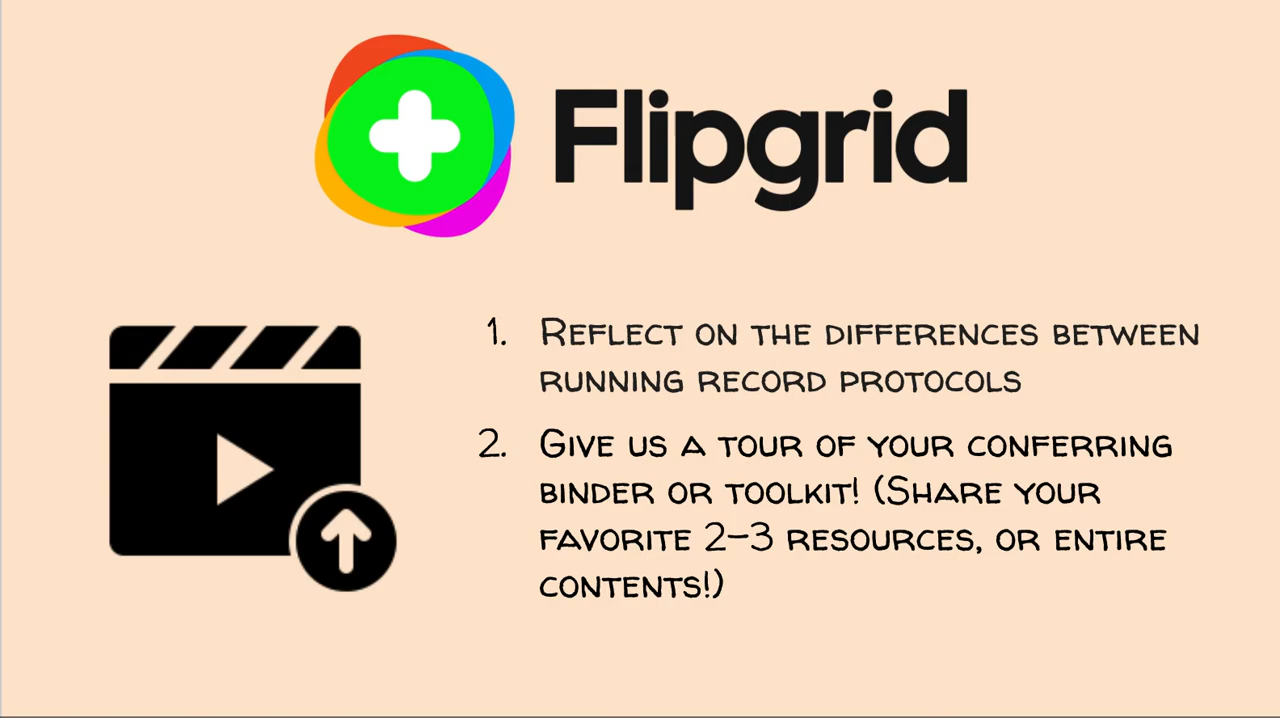 Flipgrid
1. Reflect on the differences between
running record protocols
2. Give us a tour of your conferring
binder or toolkit! (Share your
favorite 2-3 resources, or entire
contents!)